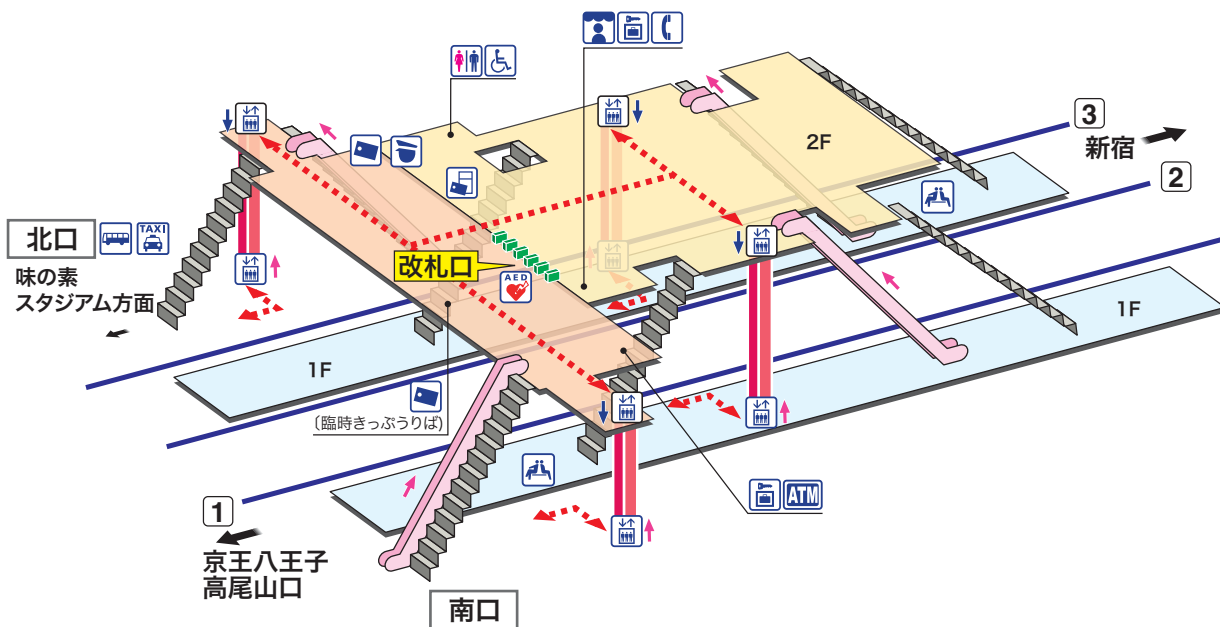 3
新宿
2
2F
北口
TAXI
味の素
スタジアム方面
改札口
AED
1F
1F
(臨時きっぷうりば)
ATM
1
京王八王子
高尾山口
南口